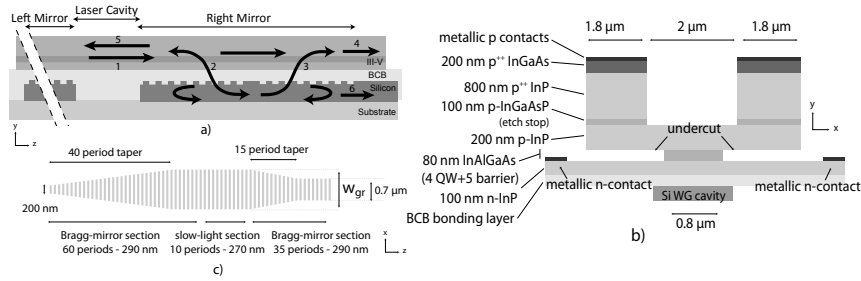 Left Mirror
Laser Cavity
Right Mirror
5
4
III-V
1
2
3
BCB
Silicon
6
Substrate
y
z
a)
40 period taper
15 period taper
200 nm
Wgr
0.7 μm
Bragg-mirror section
60 periods - 290 nm
slow-light section
10 periods - 270 nm
Bragg-mirror section
35 periods - 290 nm
x
z
c)
1.8 μm
2 μm
1.8 μm
metallic p contacts
200 nm p++ InGaAs
800 nm p++ InP
100 nm p-InGaAsP
(etch stop)
200 nm p-InP
undercut
80 nm InAlGaAs
(4 QW+5 barrier)
100 nm n-InP
BCB bonding layer
metallic n-contact
metallic n-contact
Si WG cavity
0.8 μm
y
x
b)